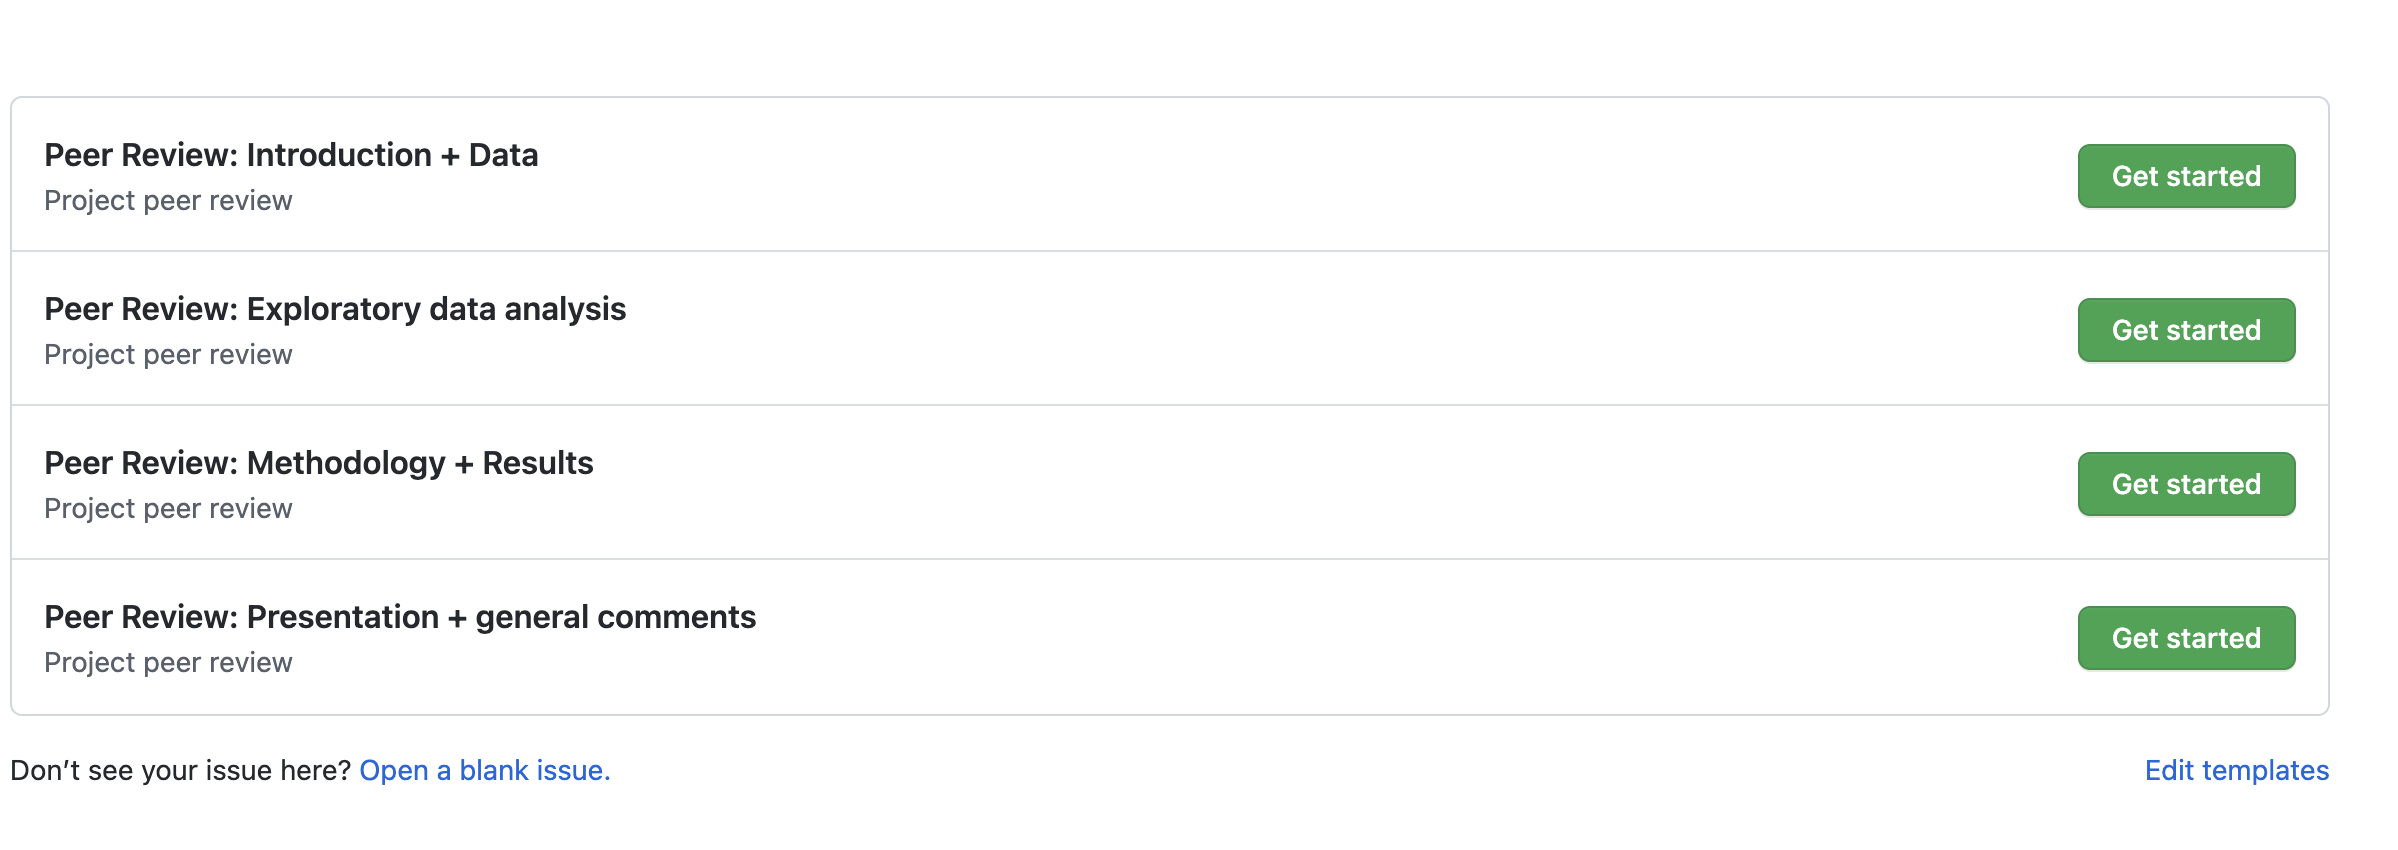 Peer Review: Introduction + Data
Project peer review
Get started
Peer Review: Exploratory data analysis
Project peer review
Get started
Peer Review: Methodology + Results
Project peer review
Get started
Peer Review: Presentation + general comments
Project peer review
Get started
Don’t see your issue here? Open a blank issue.
Edit templates